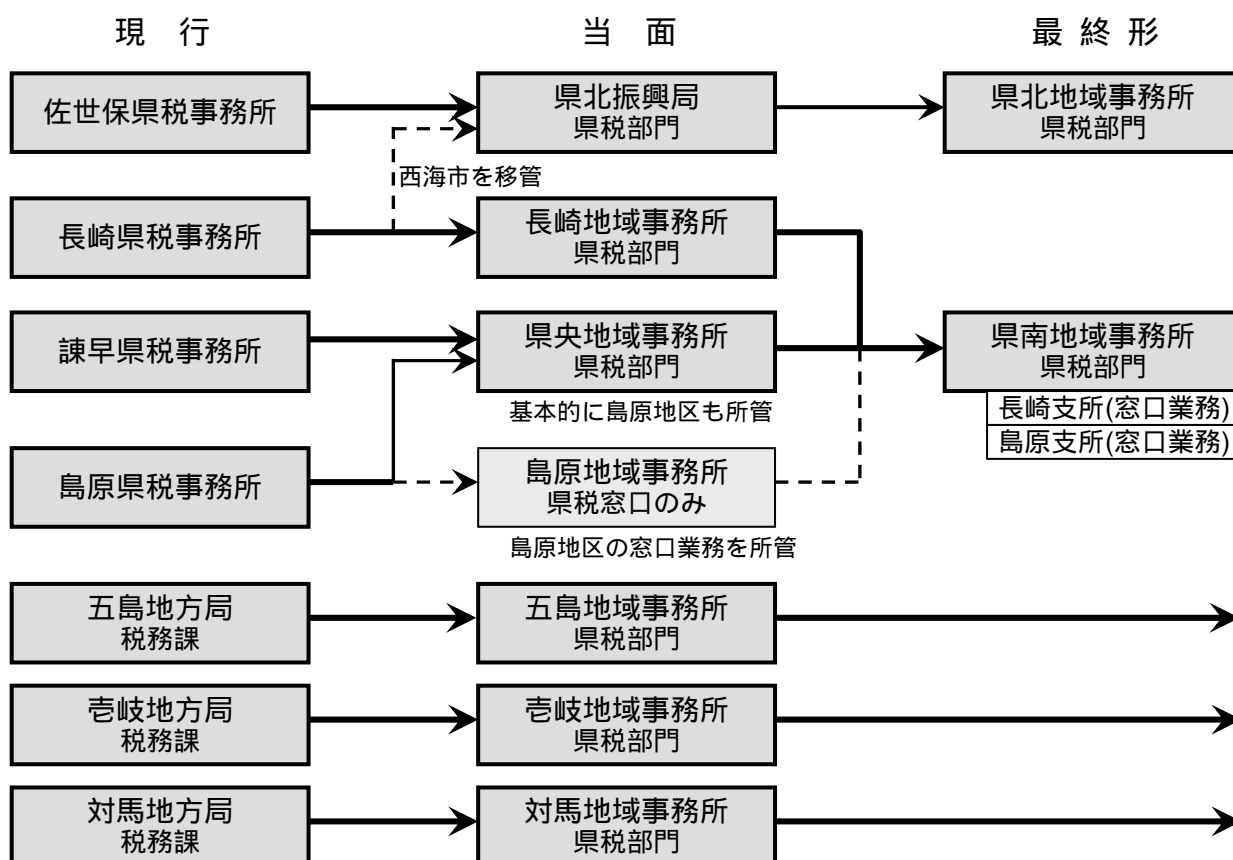 現　行
当　面
最 終 形
佐世保県税事務所
県北振興局
県税部門
県北地域事務所
県税部門
西海市を移管
長崎県税事務所
長崎地域事務所
県税部門
諫早県税事務所
県央地域事務所
県税部門
県南地域事務所
県税部門
基本的に島原地区も所管
長崎支所(窓口業務)
島原支所(窓口業務)
島原県税事務所
島原地域事務所
県税窓口のみ
島原地区の窓口業務を所管
五島地方局
税務課
五島地域事務所
県税部門
壱岐地方局
税務課
壱岐地域事務所
県税部門
対馬地方局
税務課
対馬地域事務所
県税部門